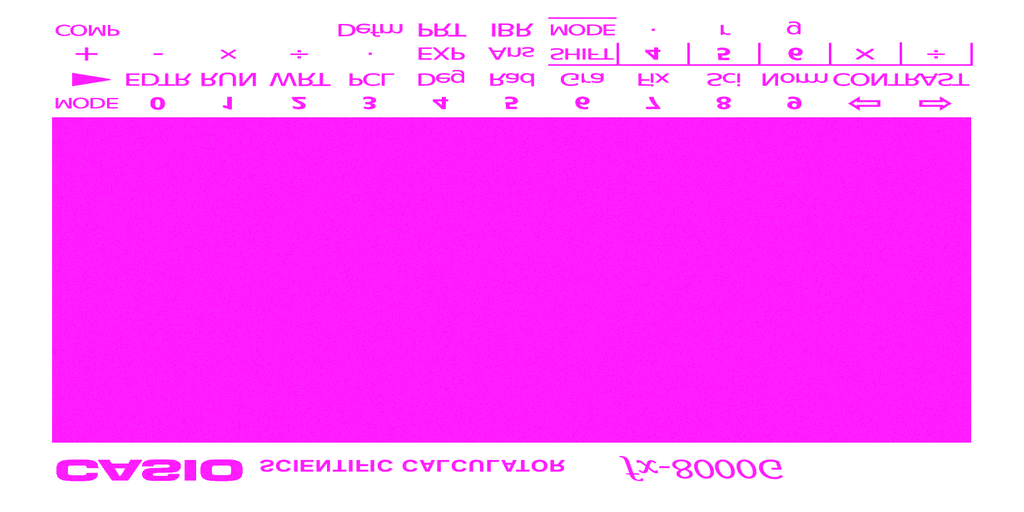 CASIO SCIENTIFIC CALCULATOR fx-8000G
MODE 0 1 2 3 4 5 6 7 8 9 ⇦ ⇨
▶ EDTR RUN WRT PCL Deg Rad Gra Fix Sci Norm CONTRAST
+ - × ÷ · EXP Ans SHIFT 4 5 6 × ÷
COMP Defm PRT IBR MODE · r g